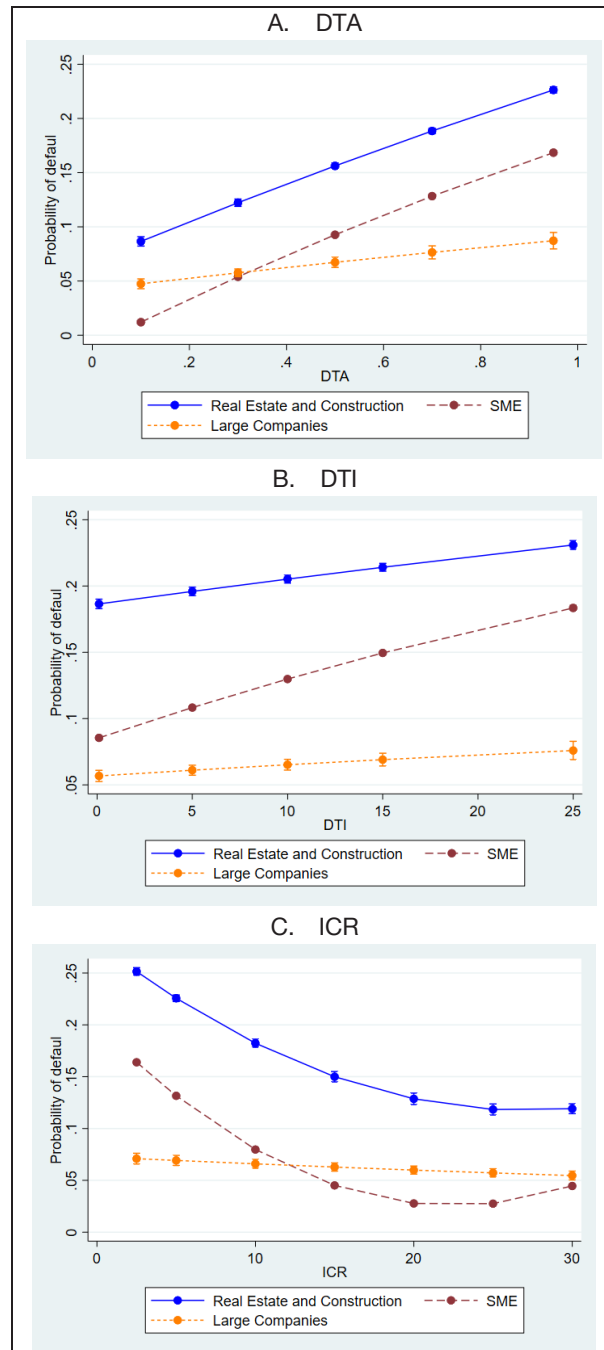 A. DTA
.25
.2
.15
.1
.05
0
Probability of defaul
0 .2 .4 .6 .8 1
DTA
Real Estate and Construction SME
Large Companies
B. DTI
.25
.2
.15
.1
.05
Probability of defaul
0 5 10 15 20 25
DTI
Real Estate and Construction SME
Large Companies
C. ICR
.25
.2
.15
.1
.05
0
Probability of defaul
0 10 20 30
ICR
Real Estate and Construction SME
Large Companies